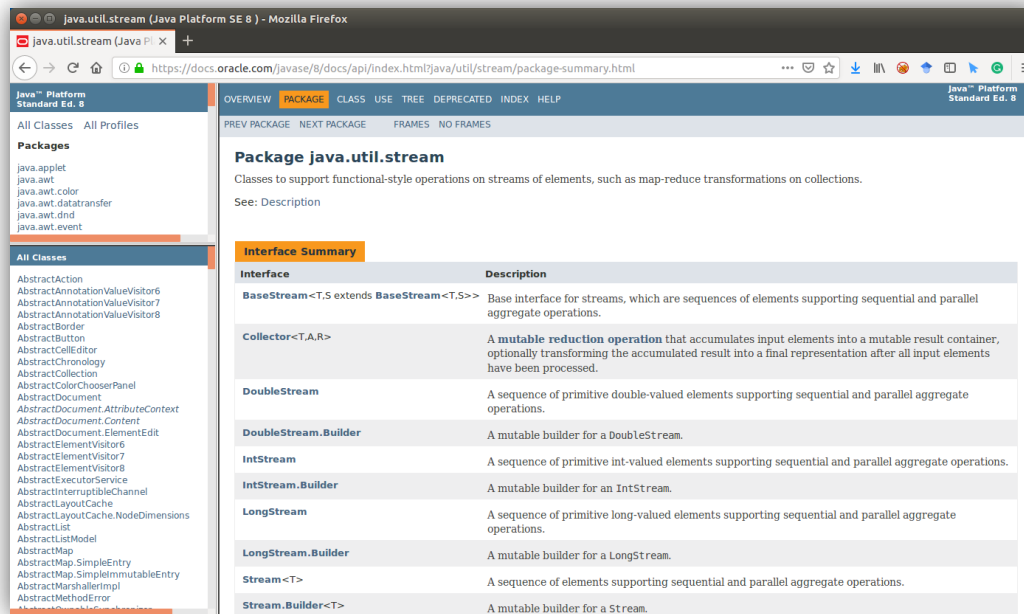 java.util.stream (Java Platform SE 8 ) - Mozilla Firefox
java.util.stream (Java Pl
https://docs.oracle.com/javase/8/docs/api/index.html?java/util/stream/package-summary.html
Java™ Platform
Standard Ed. 8
All Classes All Profiles
Packages
java.applet
java.awt
java.awt.color
java.awt.datatransfer
java.awt.dnd
java.awt.event
All Classes
AbstractAction
AbstractAnnotationValueVisitor6
AbstractAnnotationValueVisitor7
AbstractAnnotationValueVisitor8
AbstractBorder
AbstractButton
AbstractCellEditor
AbstractChronology
AbstractCollection
AbstractColorChooserPanel
AbstractDocument
AbstractDocument.AttributeContext
AbstractDocument.Content
AbstractDocument.ElementEdit
AbstractElementVisitor6
AbstractElementVisitor7
AbstractElementVisitor8
AbstractExecutorService
AbstractInterruptibleChannel
AbstractLayoutCache
AbstractLayoutCache.NodeDimensions
AbstractList
AbstractListModel
AbstractMap
AbstractMap.SimpleEntry
AbstractMap.SimpleImmutableEntry
AbstractMarshallerImpl
AbstractMethodError
AbstractOwnableSynchronizer
OVERVIEW PACKAGE CLASS USE TREE DEPRECATED INDEX HELP
Java™ Platform
Standard Ed. 8
PREV PACKAGE NEXT PACKAGE FRAMES NO FRAMES
Package java.util.stream
Classes to support functional-style operations on streams of elements, such as map-reduce transformations on collections.
See: Description
Interface Summary
Interface Description
BaseStream<T,S extends BaseStream<T,S>> Base interface for streams, which are sequences of elements supporting sequential and parallel
aggregate operations.
Collector<T,A,R> A mutable reduction operation that accumulates input elements into a mutable result container,
optionally transforming the accumulated result into a final representation after all input elements
have been processed.
DoubleStream A sequence of primitive double-valued elements supporting sequential and parallel aggregate
operations.
DoubleStream.Builder A mutable builder for a DoubleStream.
IntStream A sequence of primitive int-valued elements supporting sequential and parallel aggregate operations.
IntStream.Builder A mutable builder for an IntStream.
LongStream A sequence of primitive long-valued elements supporting sequential and parallel aggregate
operations.
LongStream.Builder A mutable builder for a LongStream.
Stream<T> A sequence of elements supporting sequential and parallel aggregate operations.
Stream.Builder<T> A mutable builder for a Stream.